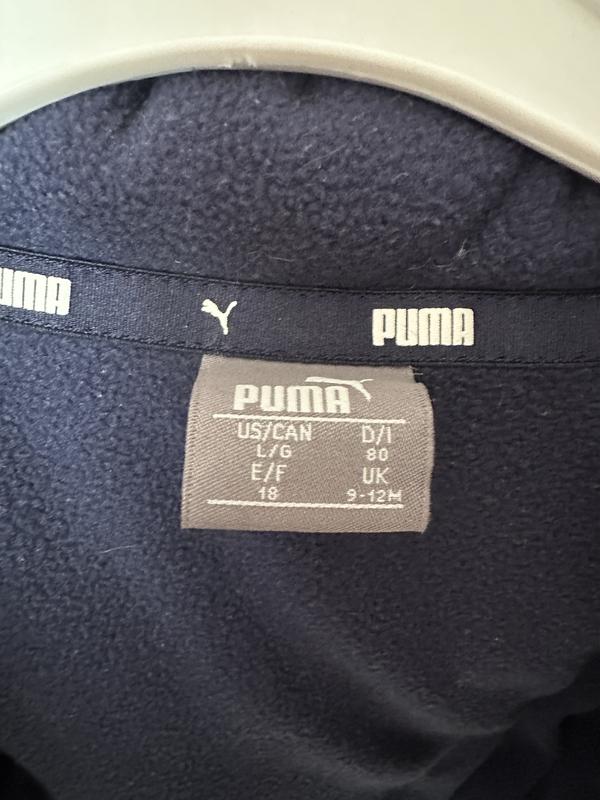 PUMA PUMA
PUMA
US/CAN D/I
L/G 80
E/F UK
18 9-12M